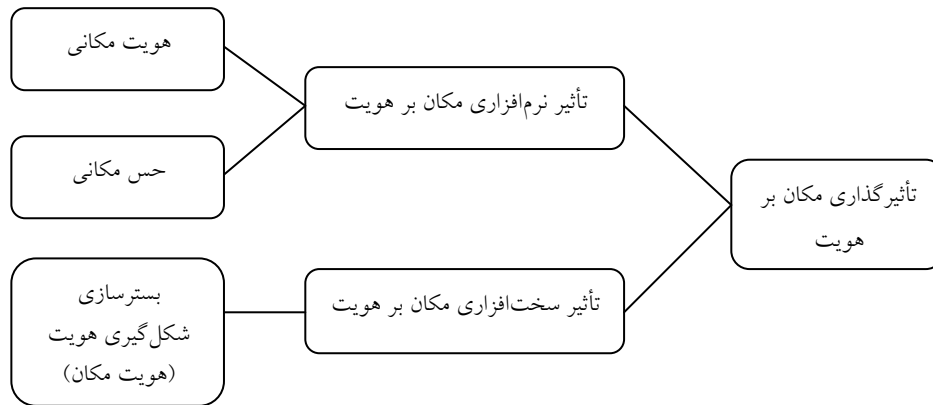 تأثیرگذاری مکان بر
هویت
تأثیر نرم‌افزاری مکان بر هویت
هویت مکانی
حس مکانی
تأثیر سخت‌افزاری مکان بر هویت
بسترسازی
شکل‌گیری هویت
(هویت مکان)